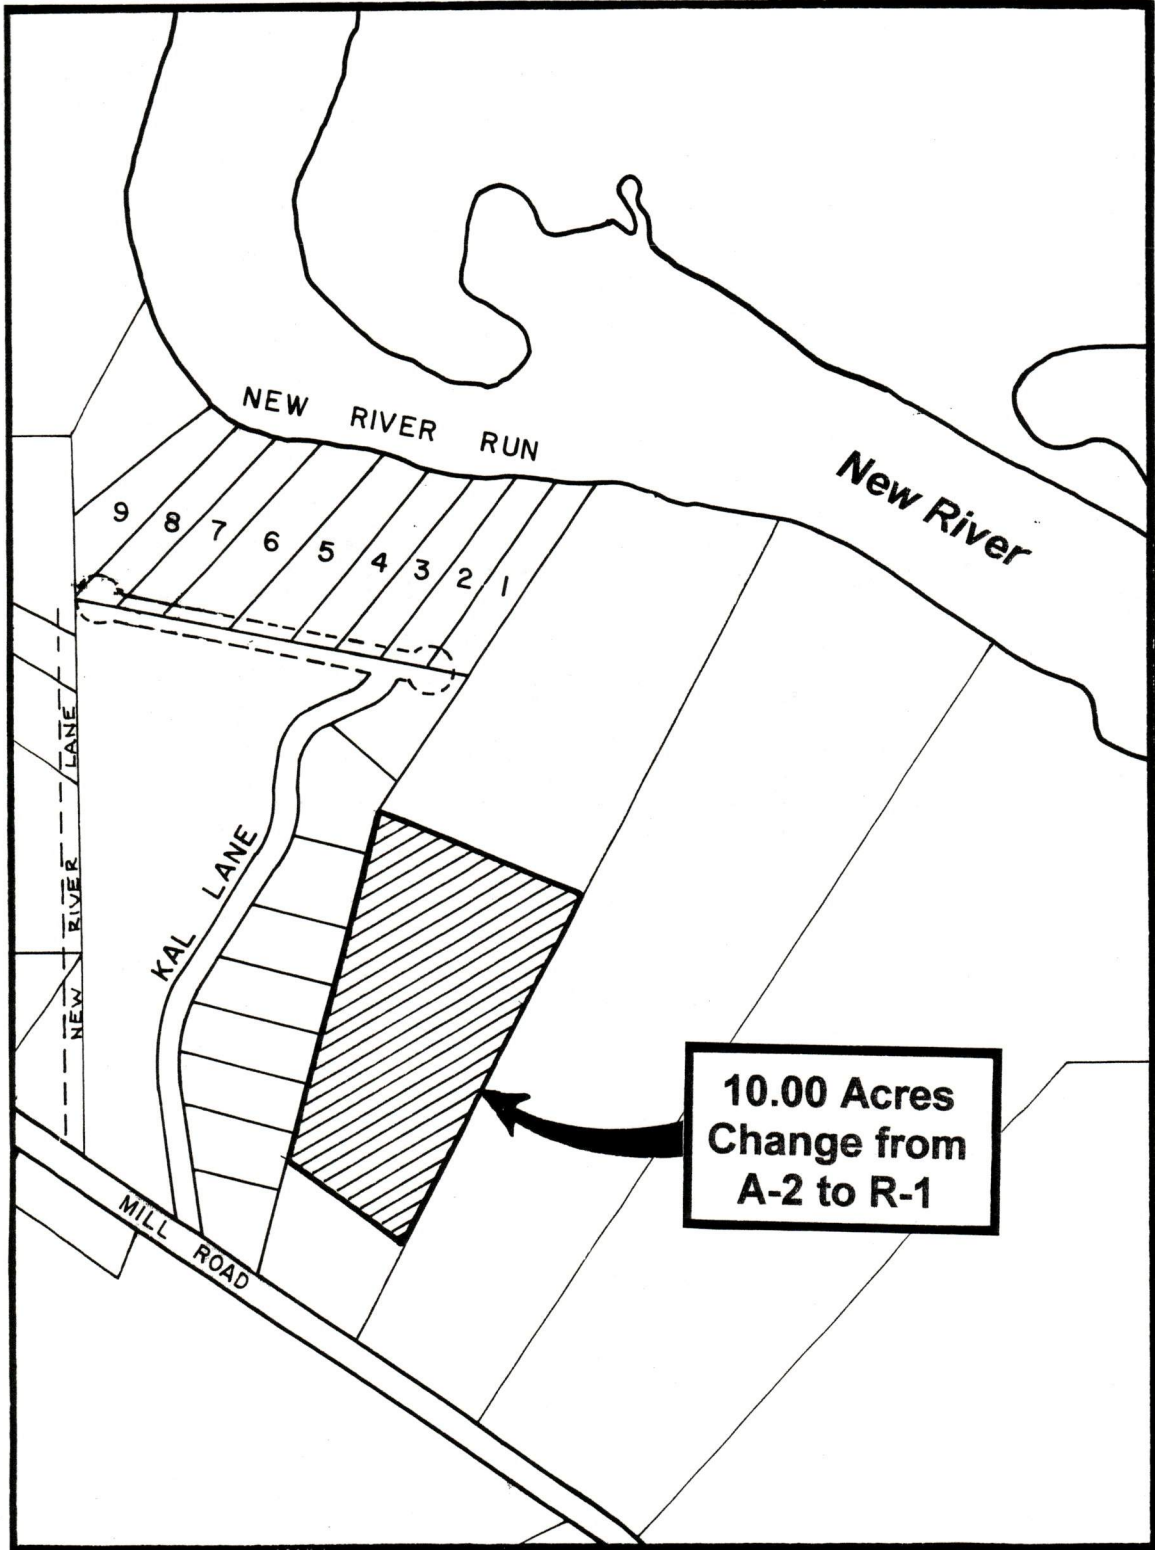 NEW RIVER RUN
New River
9 8 7 6 5 4 3 2 1
NEW RIVER LANE
KAL LANE
10.00 Acres
Change from
A-2 to R-1
MILL ROAD